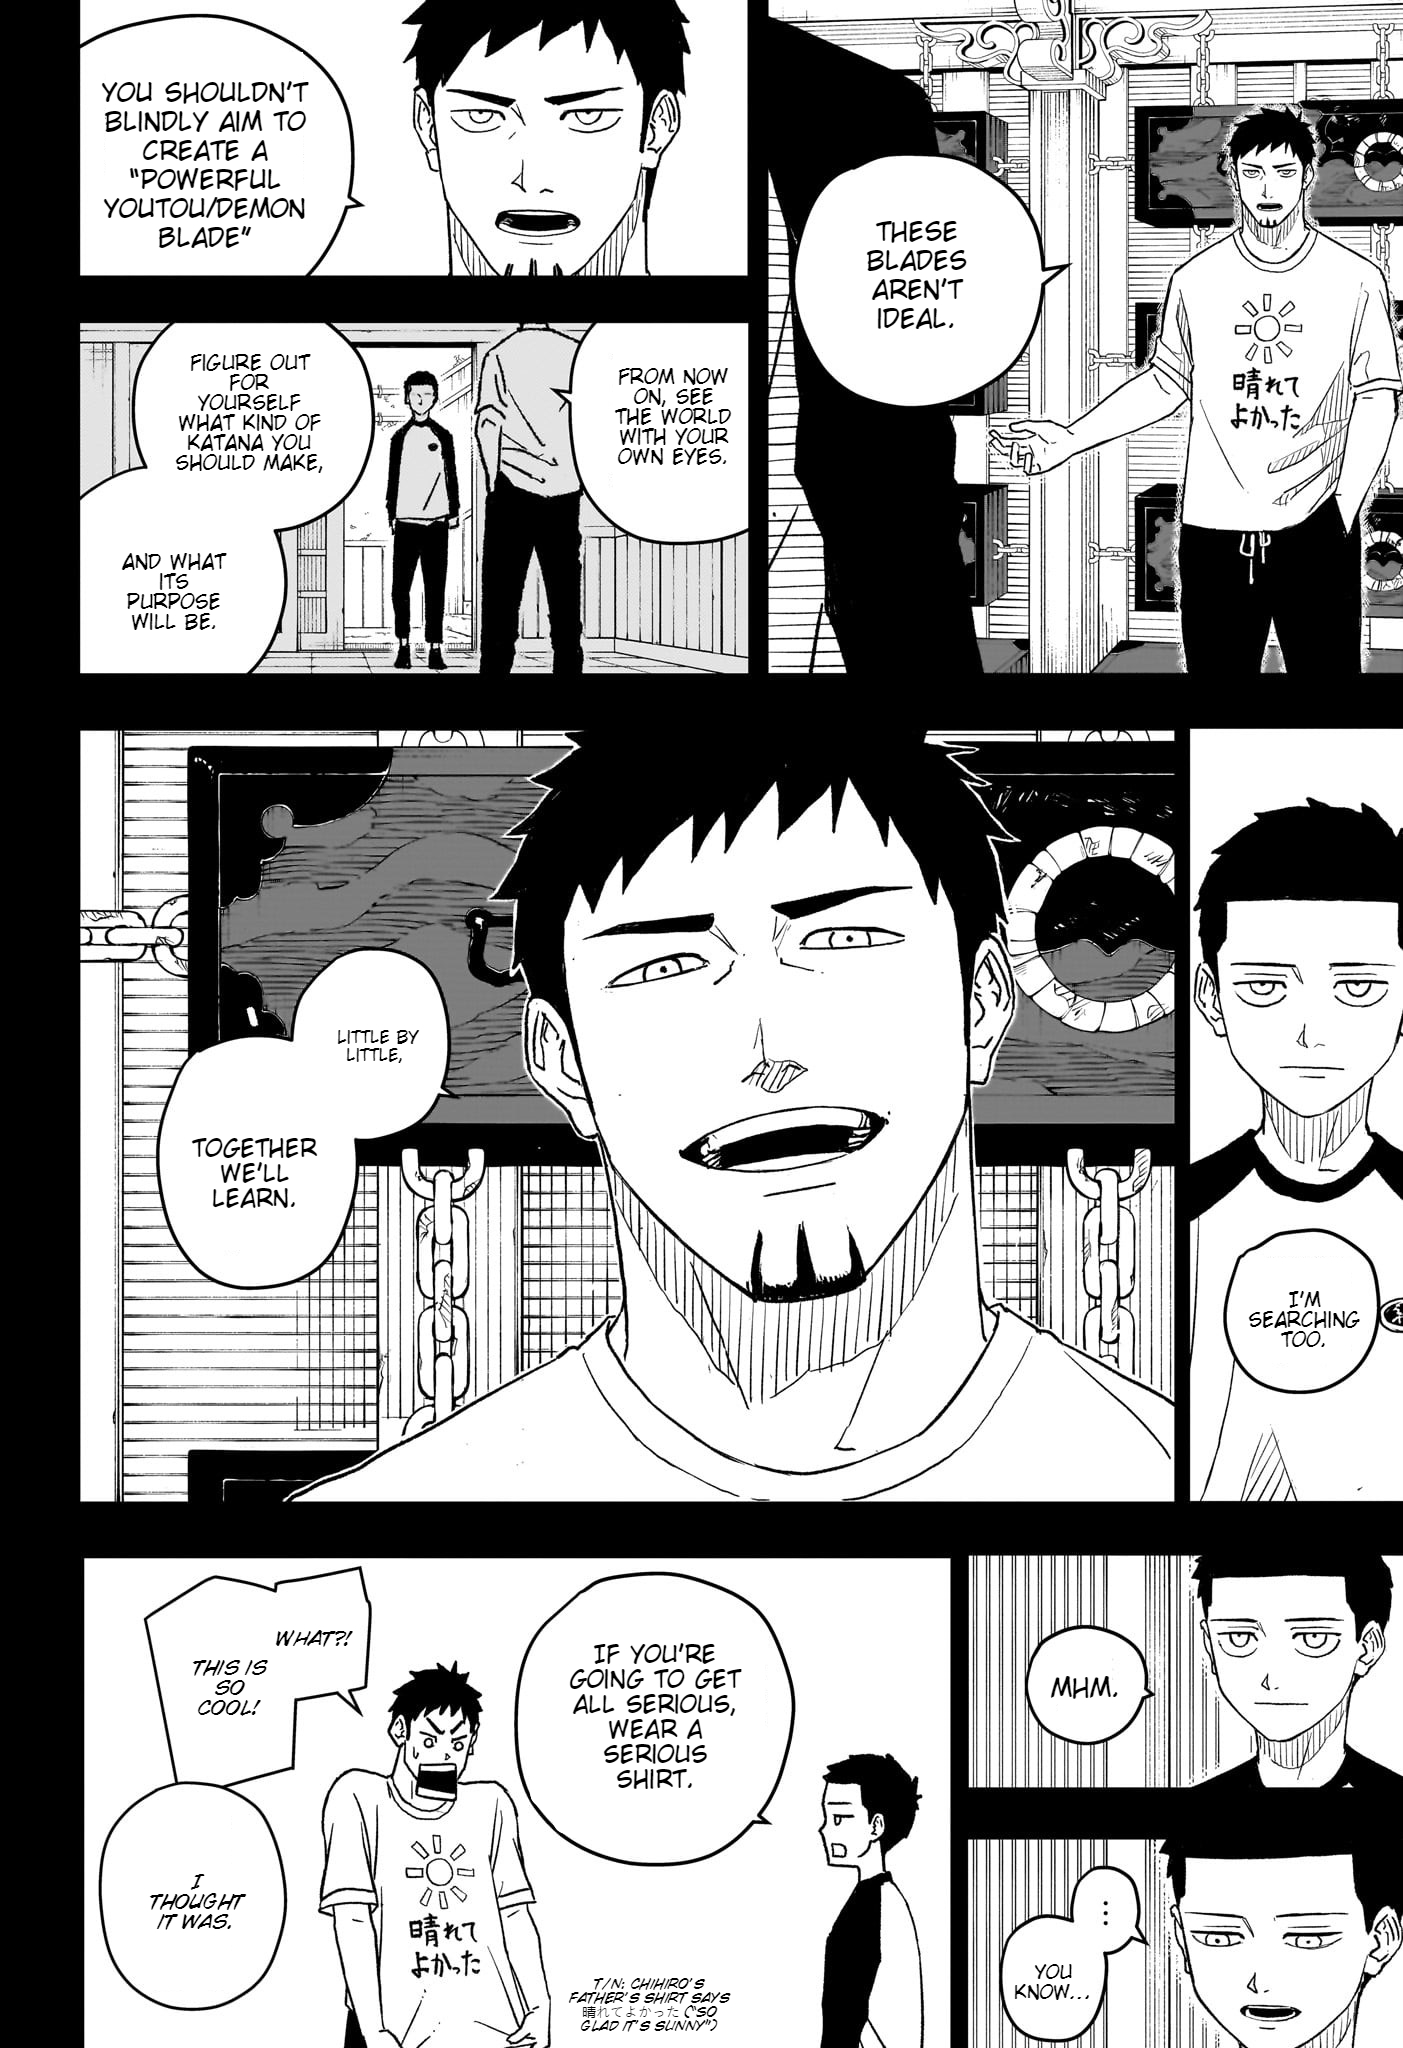 THESE
BLADES
AREN'T
IDEAL.
晴れて
よかった
YOU SHOULDN'T
BLINDLY AIM TO
CREATE A
"POWERFUL
YOUTOU/DEMON
BLADE"
FROM NOW
ON, SEE
THE WORLD
WITH YOUR
OWN EYES.
FIGURE OUT
FOR
YOURSELF
WHAT KIND OF
KATANA YOU
SHOULD MAKE,
AND WHAT
ITS
PURPOSE
WILL BE.
I'M
SEARCHING
TOO.
LITTLE BY
LITTLE,
TOGETHER
WE'LL
LEARN.
MHM.
...
YOU
KNOW...
IF YOU'RE
GOING TO GET
ALL SERIOUS,
WEAR A
SERIOUS
SHIRT.
WHAT?!
THIS IS
SO
COOL!
I
THOUGHT
IT WAS.
晴れて
よかった
T/N: CHIHIRO'S
FATHER'S SHIRT SAYS
晴れてよかった ("SO
GLAD IT'S SUNNY")